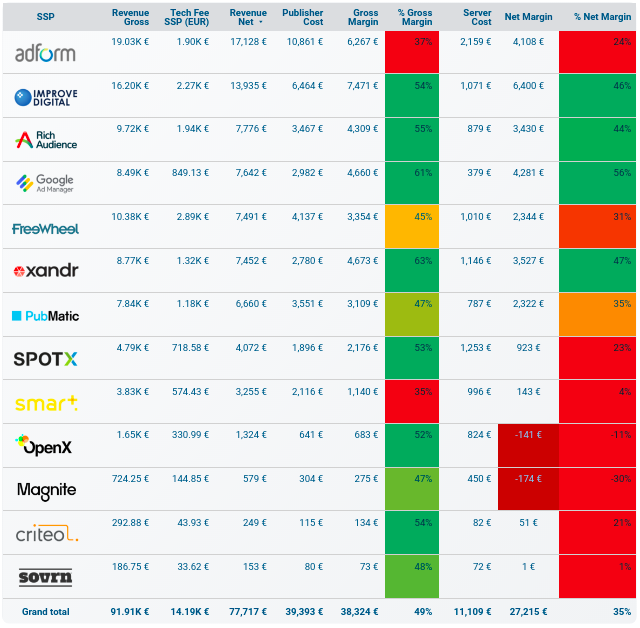 SSP Revenue Gross Tech Fee SSP (EUR) Revenue Net Publisher Cost Gross Margin % Gross Margin Server Cost Net Margin % Net Margin
adform 19.03K € 1.90K € 17,128 € 10,861 € 6,267 € 37% 2,159 € 4,108 € 24%
IMPROVE DIGITAL 16.20K € 2.27K € 13,935 € 6,464 € 7,471 € 54% 1,071 € 6,400 € 46%
Rich Audience 9.72K € 1.94K € 7,776 € 3,467 € 4,309 € 55% 879 € 3,430 € 44%
Google Ad Manager 8.49K € 849.13 € 7,642 € 2,982 € 4,660 € 61% 379 € 4,281 € 56%
FreeWheel 10.38K € 2.89K € 7,491 € 4,137 € 3,354 € 45% 1,010 € 2,344 € 31%
xandr 8.77K € 1.32K € 7,452 € 2,780 € 4,673 € 63% 1,146 € 3,527 € 47%
PubMatic 7.84K € 1.18K € 6,660 € 3,551 € 3,109 € 47% 787 € 2,322 € 35%
SPOTX 4.79K € 718.58 € 4,072 € 1,896 € 2,176 € 53% 1,253 € 923 € 23%
smart 3.83K € 574.43 € 3,255 € 2,116 € 1,140 € 35% 996 € 143 € 4%
OpenX 1.65K € 330.99 € 1,324 € 641 € 683 € 52% 824 € -141 € -11%
Magnite 724.25 € 144.85 € 579 € 304 € 275 € 47% 450 € -174 € -30%
criteo 292.88 € 43.93 € 249 € 115 € 134 € 54% 82 € 51 € 21%
sovrn 186.75 € 33.62 € 153 € 80 € 73 € 48% 72 € 1 € 1%
Grand total 91.91K € 14.19K € 77,717 € 39,393 € 38,324 € 49% 11,109 € 27,215 € 35%